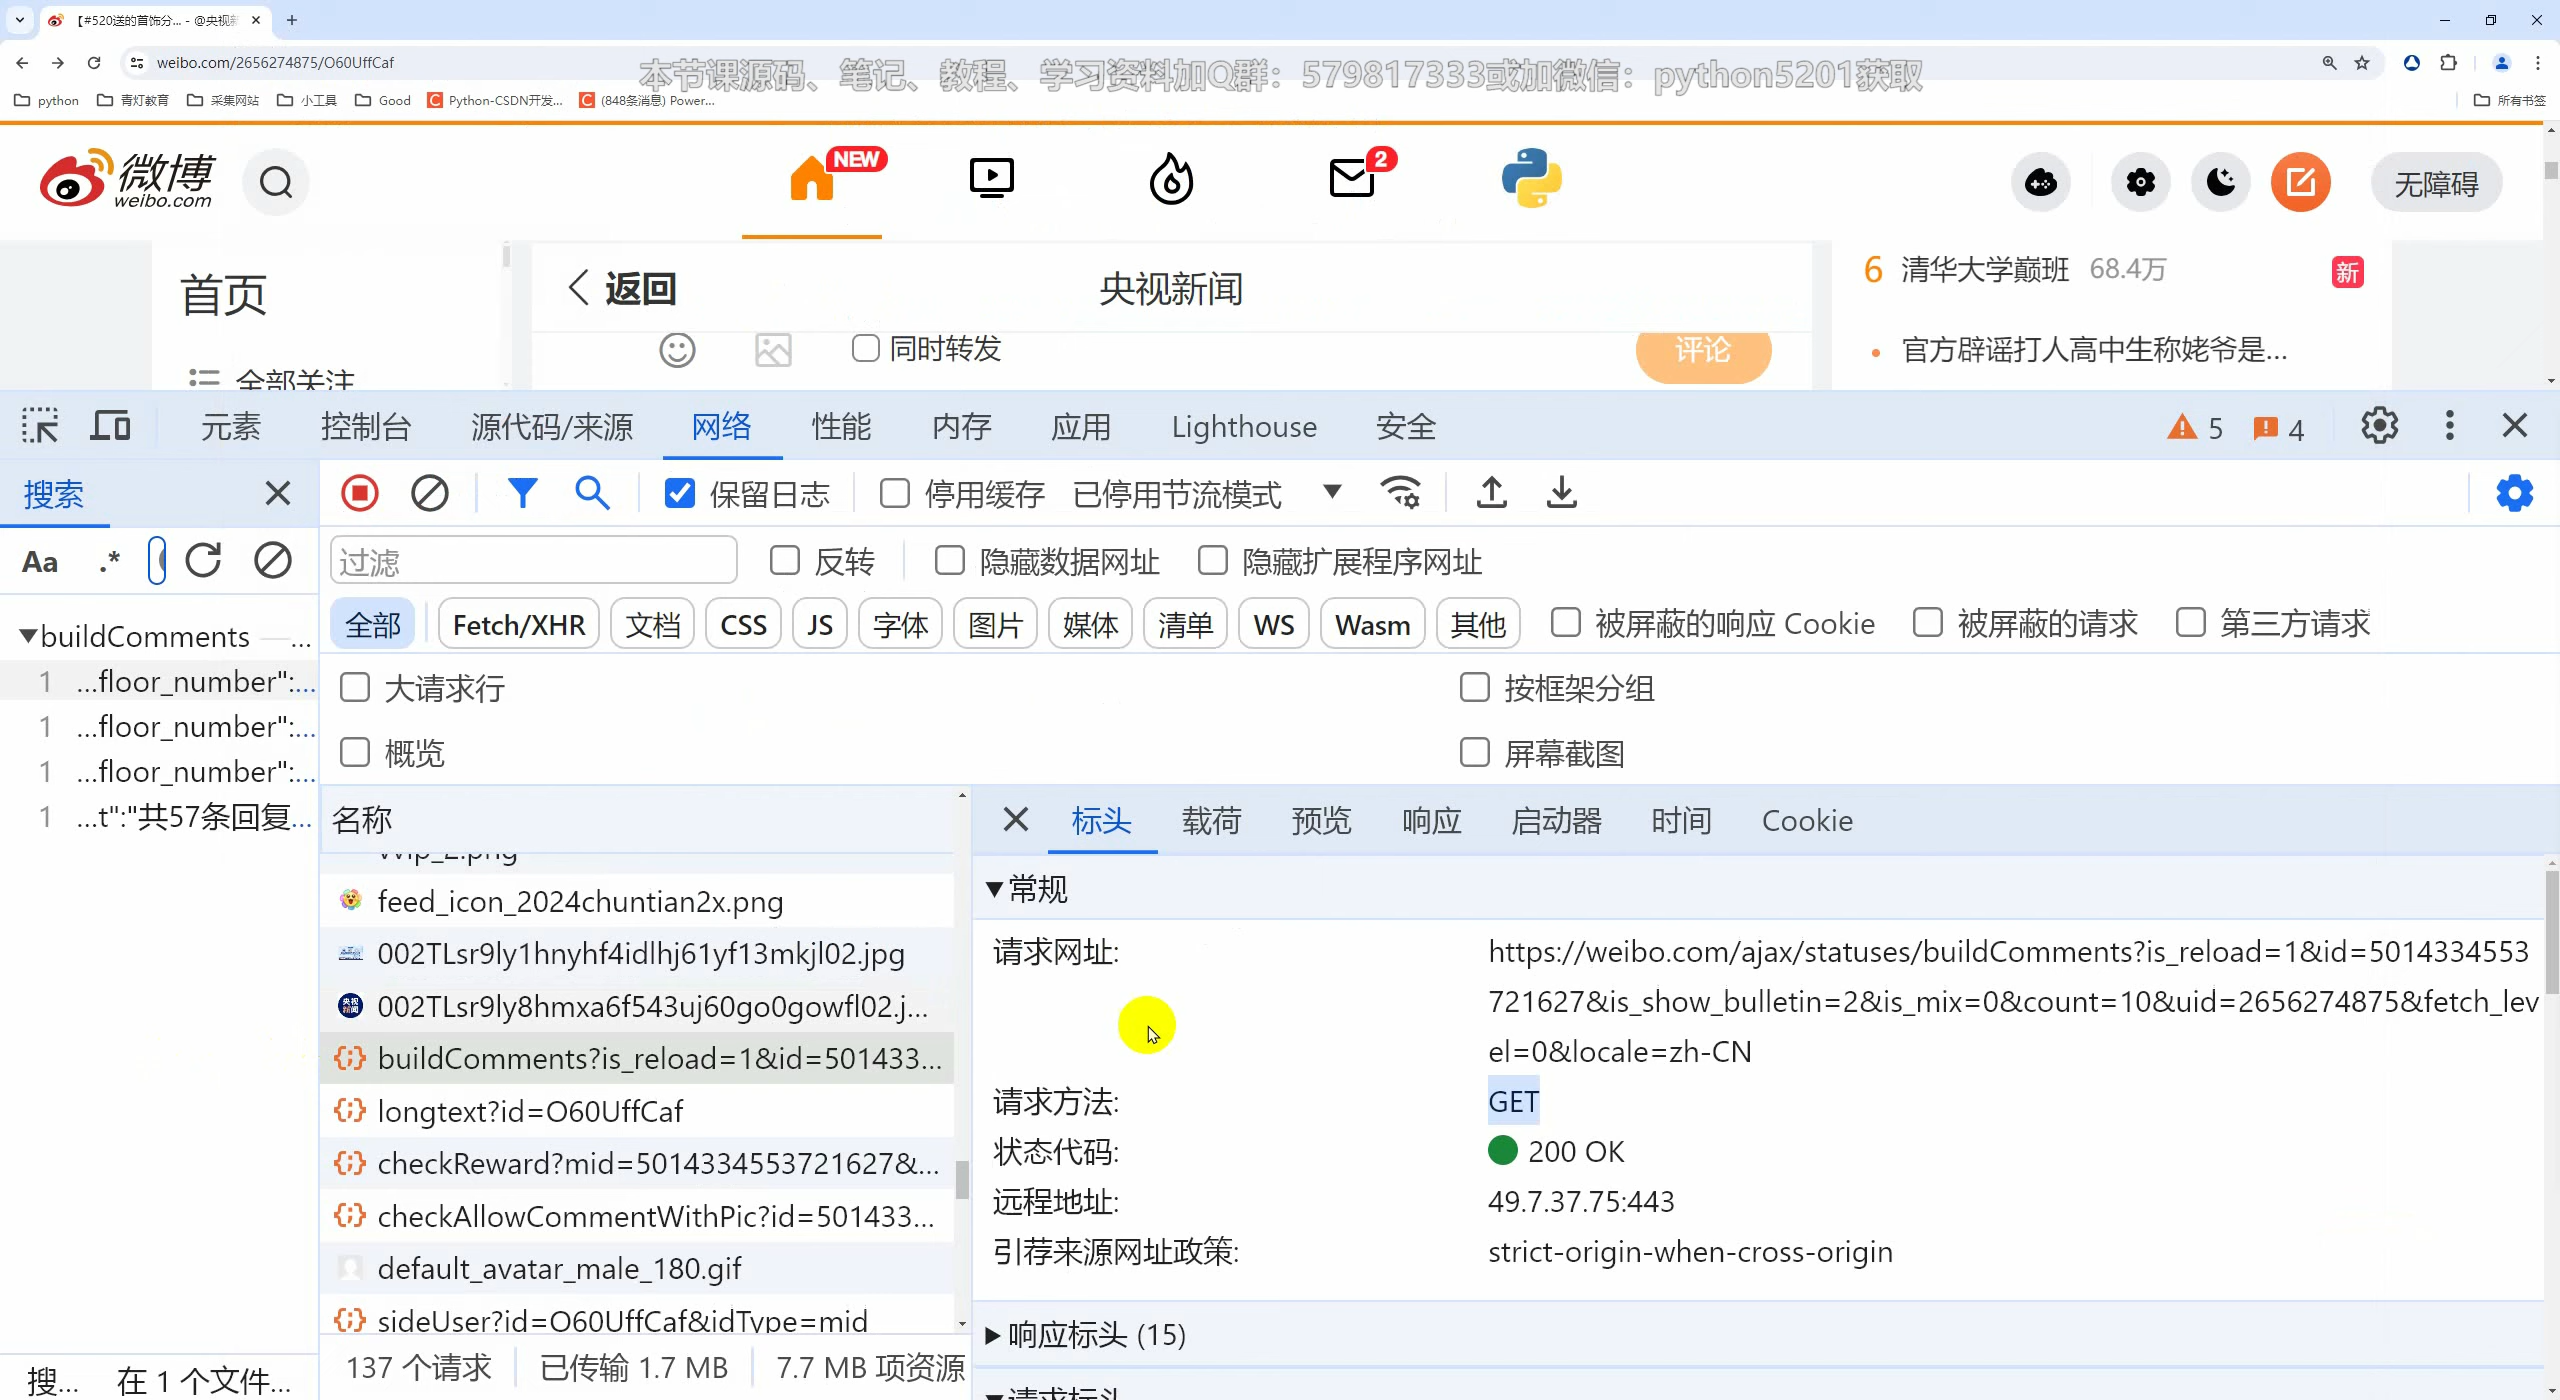 【#520送的首饰分... - @央视新
weibo.com/2656274875/O60UffCaf
本节课源码、笔记、教程、学习资料加Q群：579817333或加微信：python5201获取
python
青灯教育
采集网站
小工具
Good
Python-CSDN开发...
(848条消息) Power...
所有书签
微博
weibo.com
NEW
2
无障碍
首页
返回
央视新闻
6 清华大学巅班 68.4万 新
全部关注
同时转发
评论
官方辟谣打人高中生称姥爷是...
元素 控制台 源代码/来源 网络 性能 内存 应用 Lighthouse 安全 5 4
搜索
保留日志 停用缓存 已停用节流模式
Aa .*
过滤
反转 隐藏数据网址 隐藏扩展程序网址
全部 Fetch/XHR 文档 CSS JS 字体 图片 媒体 清单 WS Wasm 其他 被屏蔽的响应 Cookie 被屏蔽的请求 第三方请求
buildComments —...
1 ...floor_number":...
1 ...floor_number":...
1 ...floor_number":...
1 ...t":"共57条回复...
大请求行 按框架分组
概览 屏幕截图
名称
标头 载荷 预览 响应 启动器 时间 Cookie
feed_icon_2024chuntian2x.png
002TLsr9ly1hnyhf4idlhj61yf13mkjl02.jpg
002TLsr9ly8hmxa6f543uj60go0gowfl02.j...
buildComments?is_reload=1&id=501433...
longtext?id=O60UffCaf
checkReward?mid=5014334553721627&...
checkAllowCommentWithPic?id=501433...
default_avatar_male_180.gif
sideUser?id=O60UffCaf&idType=mid
常规
请求网址: https://weibo.com/ajax/statuses/buildComments?is_reload=1&id=5014334553
721627&is_show_bulletin=2&is_mix=0&count=10&uid=2656274875&fetch_lev
el=0&locale=zh-CN
请求方法: GET
状态代码: 200 OK
远程地址: 49.7.37.75:443
引荐来源网址政策: strict-origin-when-cross-origin
响应标头 (15)
请求标头
搜... 在 1 个文件...
137 个请求 已传输 1.7 MB 7.7 MB 项资源